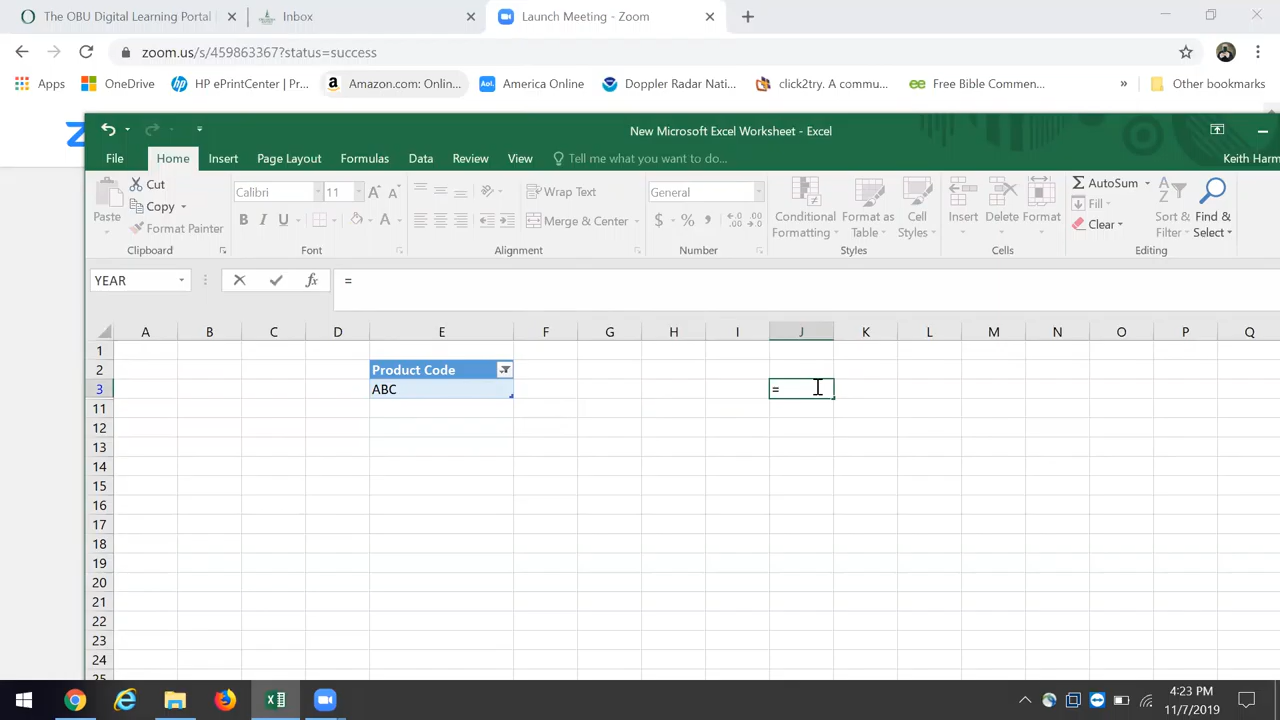 The OBU Digital Learning Portal
Inbox
Launch Meeting - Zoom
zoom.us/s/459863367?status=success
Apps
OneDrive
HP ePrintCenter | Pr...
Amazon.com: Onlin...
America Online
Doppler Radar Nati...
click2try. A commu...
Free Bible Commen...
»
Other bookmarks
New Microsoft Excel Worksheet - Excel
File
Home
Insert
Page Layout
Formulas
Data
Review
View
Tell me what you want to do...
Keith Harm
Paste
Cut
Copy
Format Painter
Clipboard
Calibri
11
B I U
Font
Wrap Text
Merge & Center
Alignment
General
$ % ,
Number
Conditional Formatting
Format as Table
Cell Styles
Styles
Insert
Delete
Format
Cells
AutoSum
Fill
Clear
Sort & Filter
Find & Select
Editing
YEAR
fx
=
A B C D E F G H I J K L M N O P Q
1
2 Product Code
3 ABC =
11
12
13
14
15
16
17
18
19
20
21
22
23
24
25
4:23 PM
11/7/2019